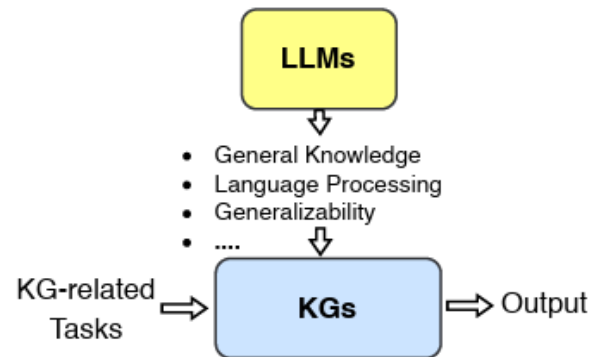 LLMs
• General Knowledge
• Language Processing
• Generalizability
• ....
KG-related
Tasks
KGs
Output